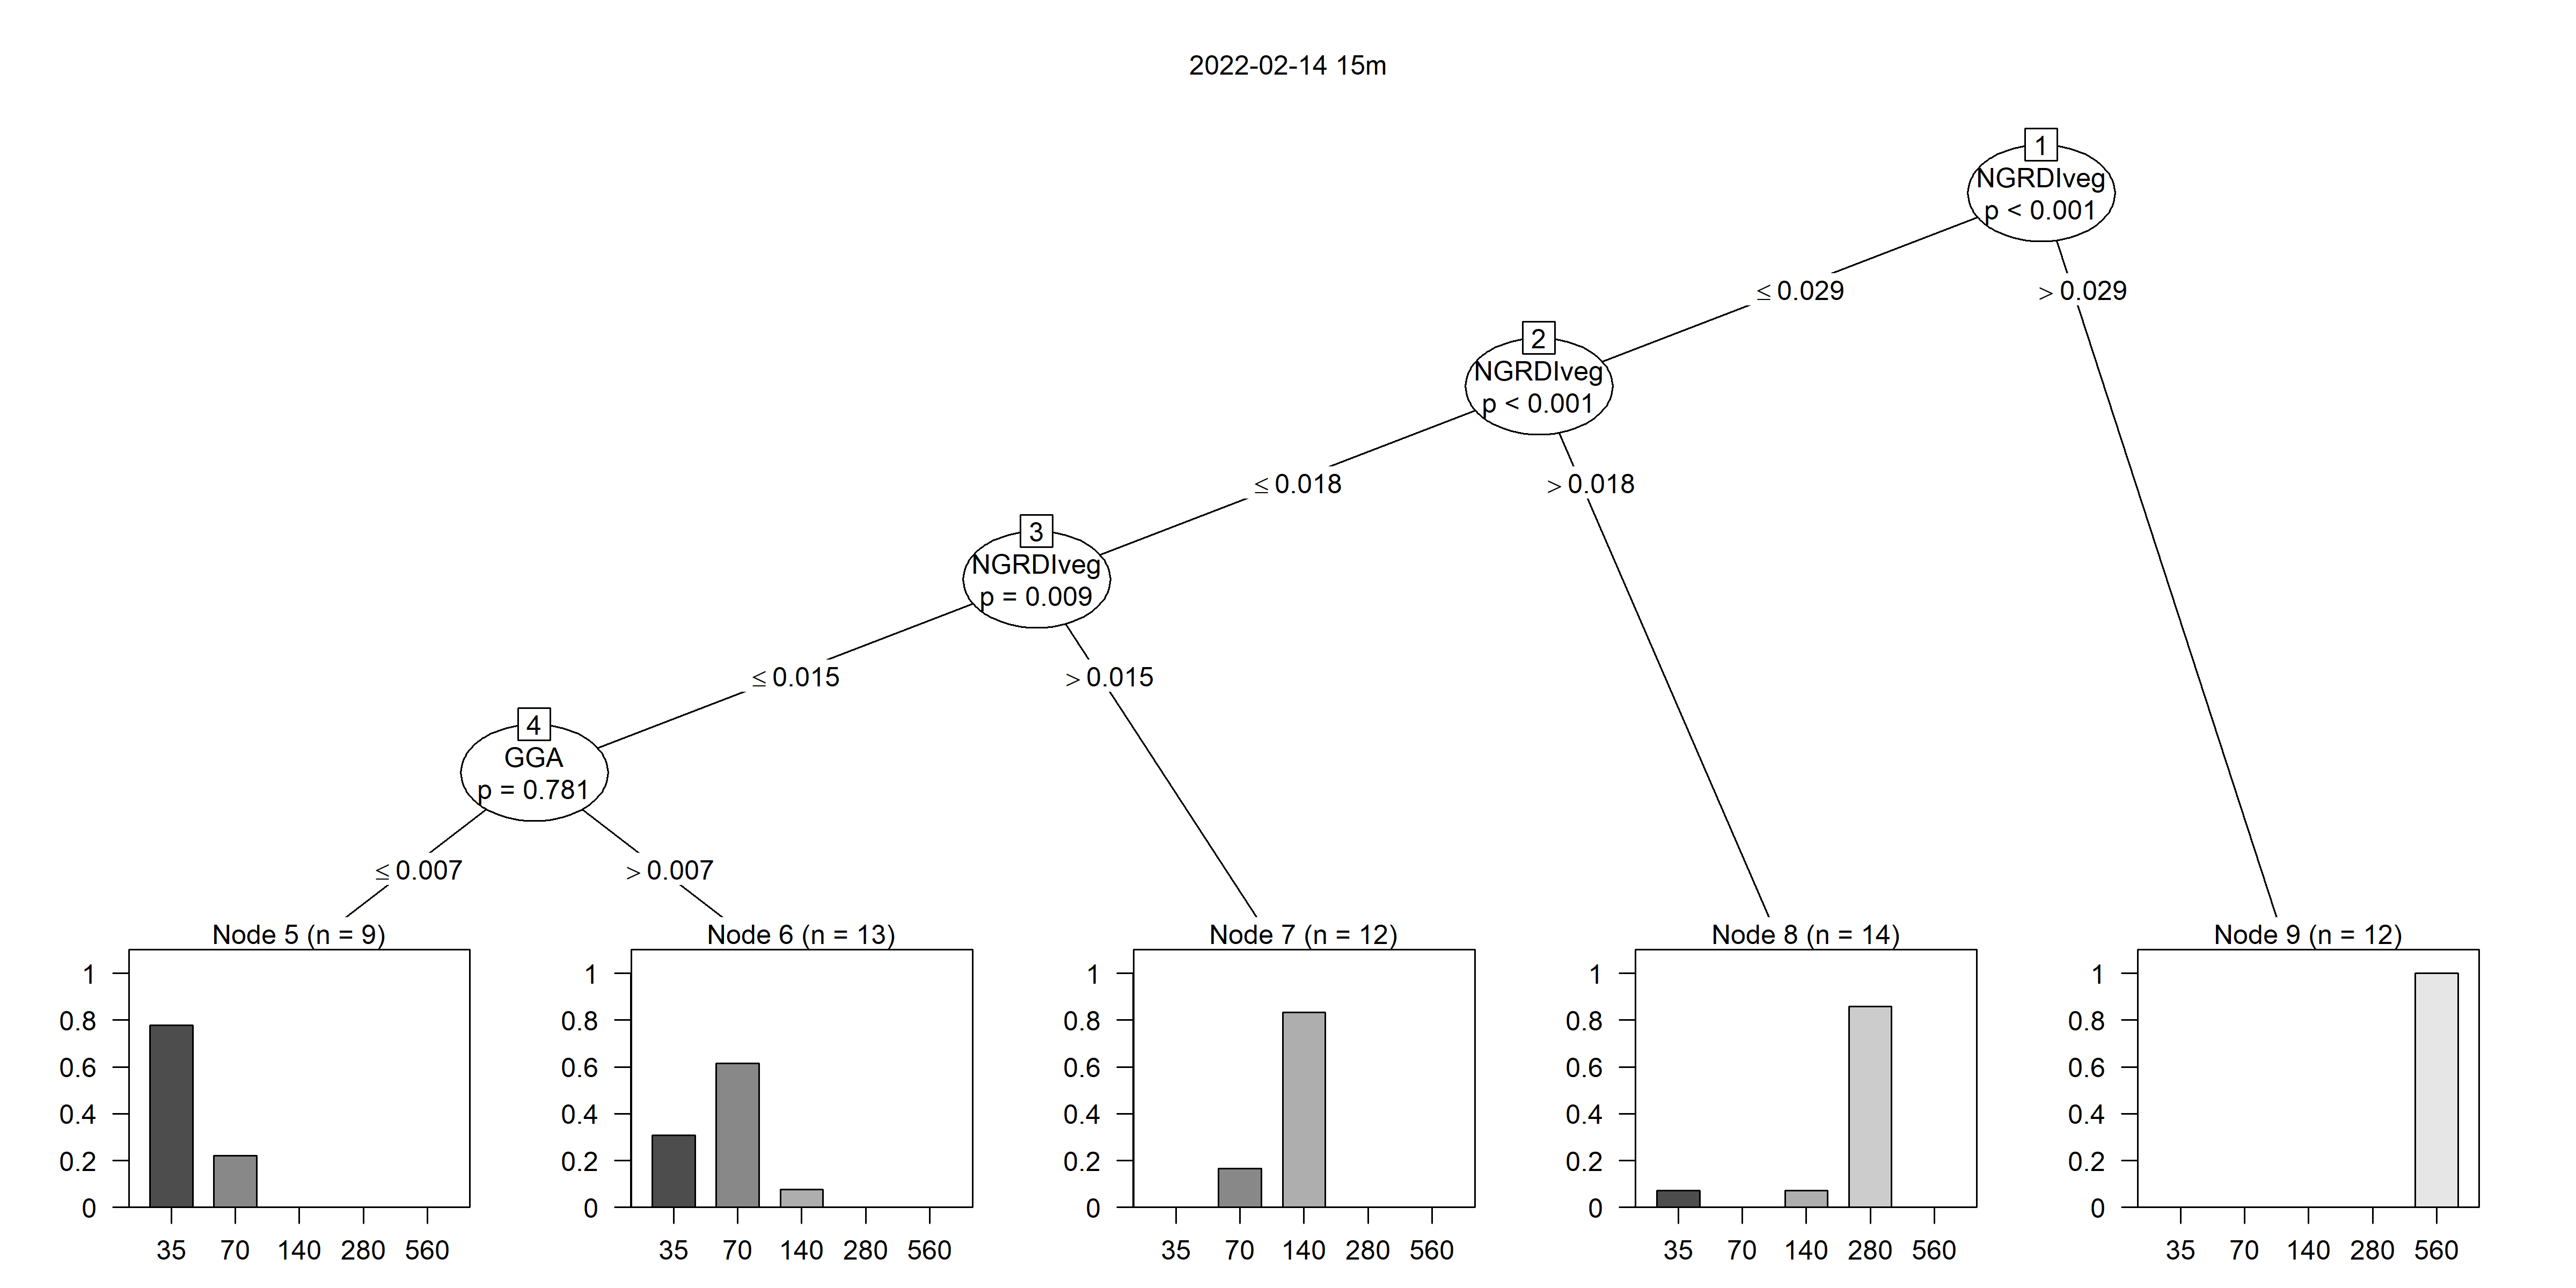 2022-02-14 15m
1
NGRDIveg
p < 0.001
≤ 0.029
> 0.029
2
NGRDIveg
p < 0.001
≤ 0.018
> 0.018
3
NGRDIveg
p = 0.009
≤ 0.015
> 0.015
4
GGA
p = 0.781
≤ 0.007
> 0.007
Node 5 (n = 9)
1
0.8
0.6
0.4
0.2
0
35 70 140 280 560
Node 6 (n = 13)
1
0.8
0.6
0.4
0.2
0
35 70 140 280 560
Node 7 (n = 12)
1
0.8
0.6
0.4
0.2
0
35 70 140 280 560
Node 8 (n = 14)
1
0.8
0.6
0.4
0.2
0
35 70 140 280 560
Node 9 (n = 12)
1
0.8
0.6
0.4
0.2
0
35 70 140 280 560